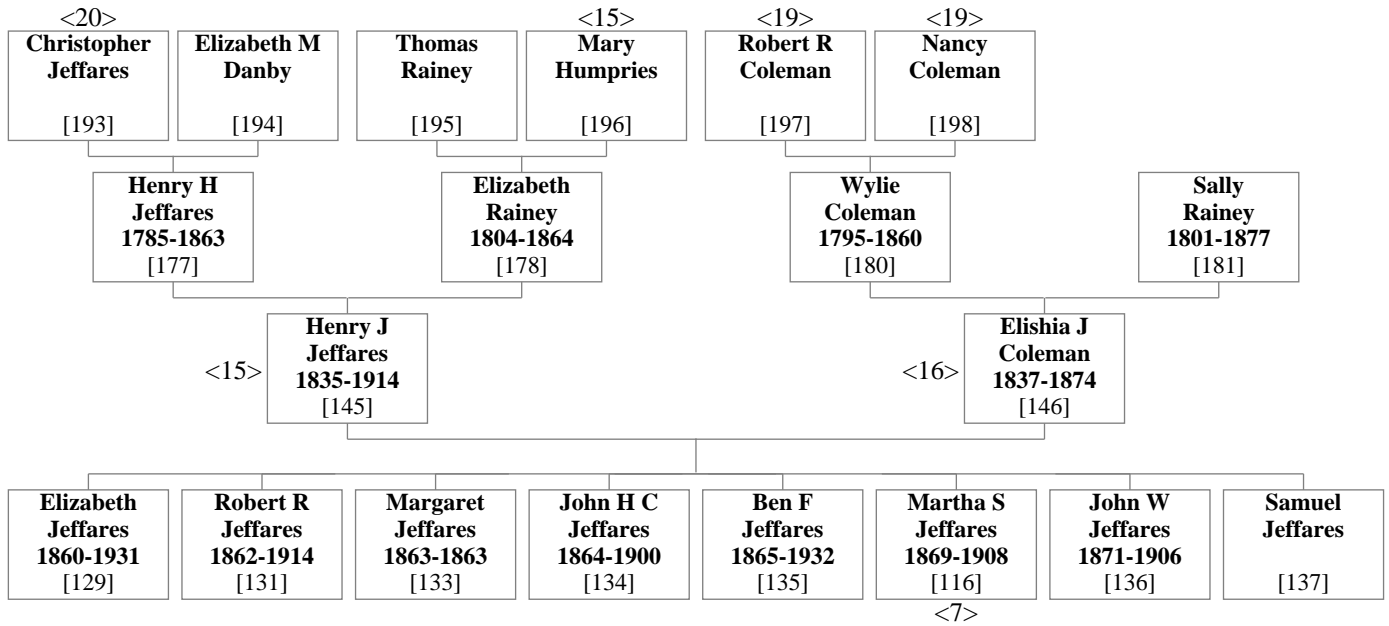 <20>
Christopher
Jeffares
[193]
Elizabeth M
Danby
[194]
Thomas
Rainey
[195]
<15>
Mary
Humpries
[196]
<19>
Robert R
Coleman
[197]
<19>
Nancy
Coleman
[198]
Henry H
Jeffares
1785-1863
[177]
Elizabeth
Rainey
1804-1864
[178]
Wylie
Coleman
1795-1860
[180]
Sally
Rainey
1801-1877
[181]
<15>
Henry J
Jeffares
1835-1914
[145]
<16>
Elishia J
Coleman
1837-1874
[146]
Elizabeth
Jeffares
1860-1931
[129]
Robert R
Jeffares
1862-1914
[131]
Margaret
Jeffares
1863-1863
[133]
John H C
Jeffares
1864-1900
[134]
Ben F
Jeffares
1865-1932
[135]
Martha S
Jeffares
1869-1908
[116]
<7>
John W
Jeffares
1871-1906
[136]
Samuel
Jeffares
[137]